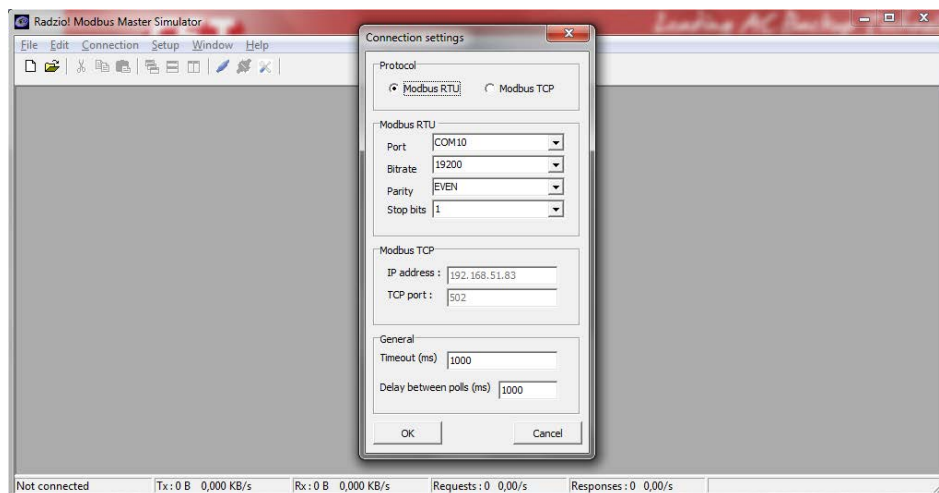 Radzio! Modbus Master Simulator
Leading AC Backup
File Edit Connection Setup Window Help
Connection settings
Protocol
Modbus RTU Modbus TCP
Modbus RTU
Port COM10
Bitrate 19200
Parity EVEN
Stop bits 1
Modbus TCP
IP address : 192.168.51.83
TCP port : 502
General
Timeout (ms) 1000
Delay between polls (ms) 1000
OK Cancel
Not connected Tx : 0 B 0,000 KB/s Rx : 0 B 0,000 KB/s Requests : 0 0,00/s Responses : 0 0,00/s